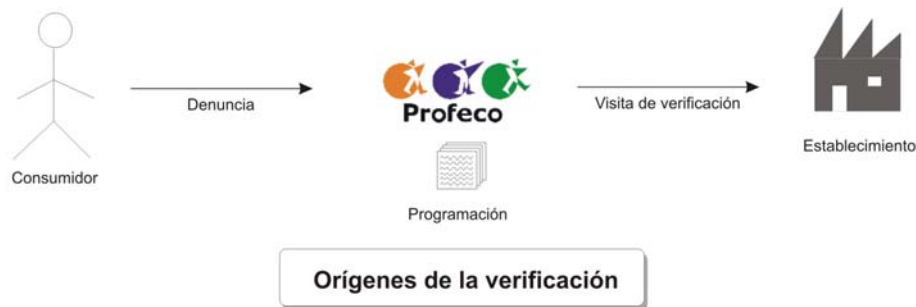 Denuncia
Profeco
Visita de verificación
Consumidor
Establecimiento
Programación
Orígenes de la verificación